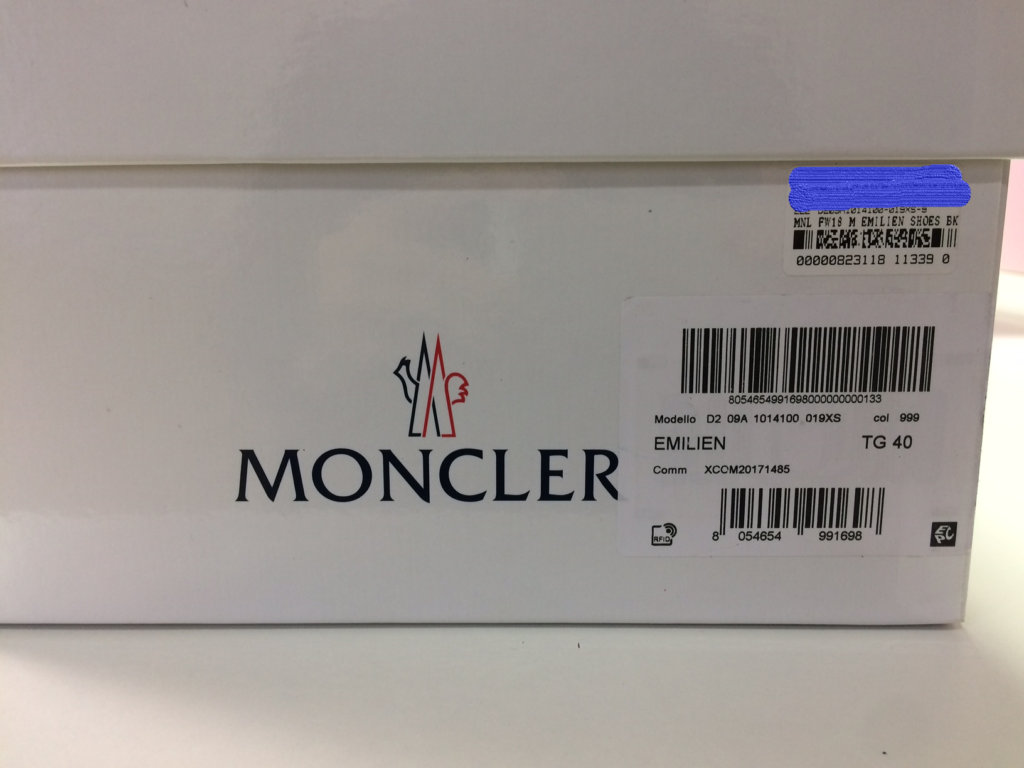 MNL FW18 M EMILIEN SHOES BK
00000823118 11339 0
MONCLER
8054654991698000000000133
Modello D2 09A 1014100 019XS col 999
EMILIEN TG 40
Comm XCOM20171485
RFID
8 054654 991698
EPC